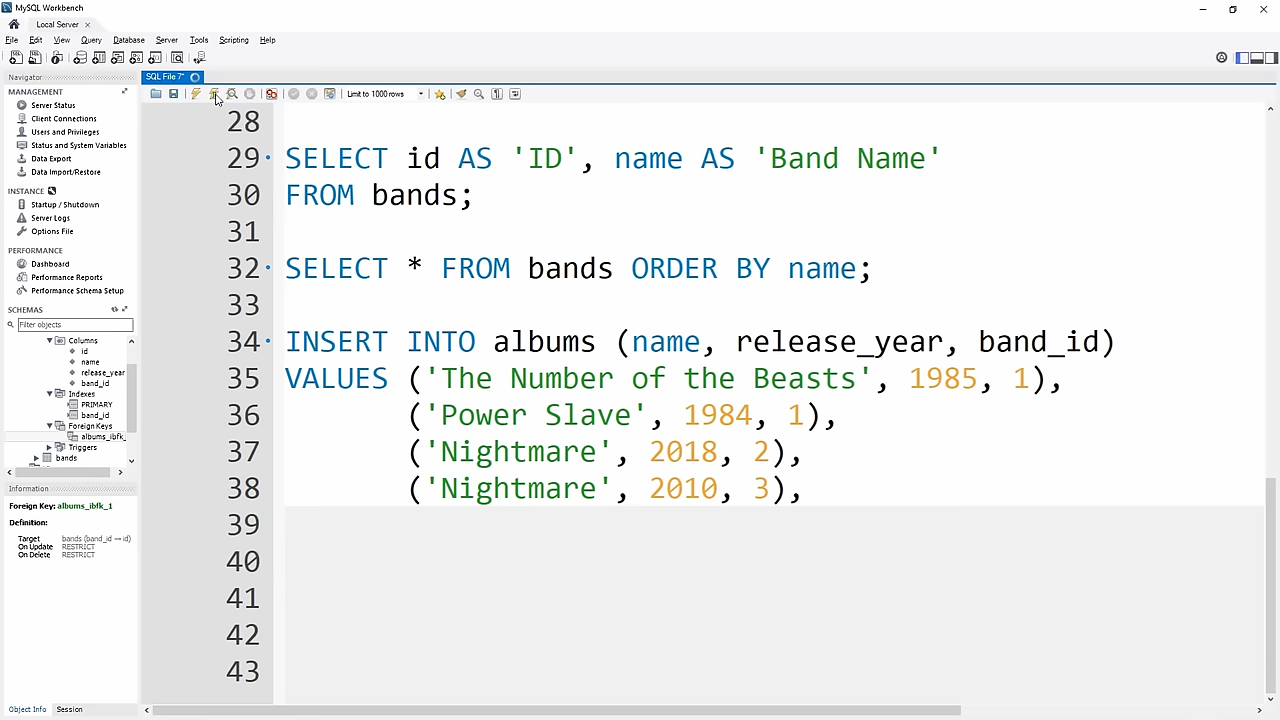 MySQL Workbench
Local Server
File Edit View Query Database Server Tools Scripting Help
Navigator
MANAGEMENT
Server Status
Client Connections
Users and Privileges
Status and System Variables
Data Export
Data Import/Restore
INSTANCE
Startup / Shutdown
Server Logs
Options File
PERFORMANCE
Dashboard
Performance Reports
Performance Schema Setup
SCHEMAS
Filter objects
Columns
id
name
release_year
band_id
Indexes
PRIMARY
band_id
Foreign Keys
albums_ibfk_
Triggers
bands
Information
Foreign Key: albums_ibfk_1
Definition:
Target bands (band_id → id)
On Update RESTRICT
On Delete RESTRICT
Object Info Session
SQL File 7*
Limit to 1000 rows
28
29 SELECT id AS 'ID', name AS 'Band Name'
30 FROM bands;
31
32 SELECT * FROM bands ORDER BY name;
33
34 INSERT INTO albums (name, release_year, band_id)
35 VALUES ('The Number of the Beasts', 1985, 1),
36 ('Power Slave', 1984, 1),
37 ('Nightmare', 2018, 2),
38 ('Nightmare', 2010, 3),
39
40
41
42
43